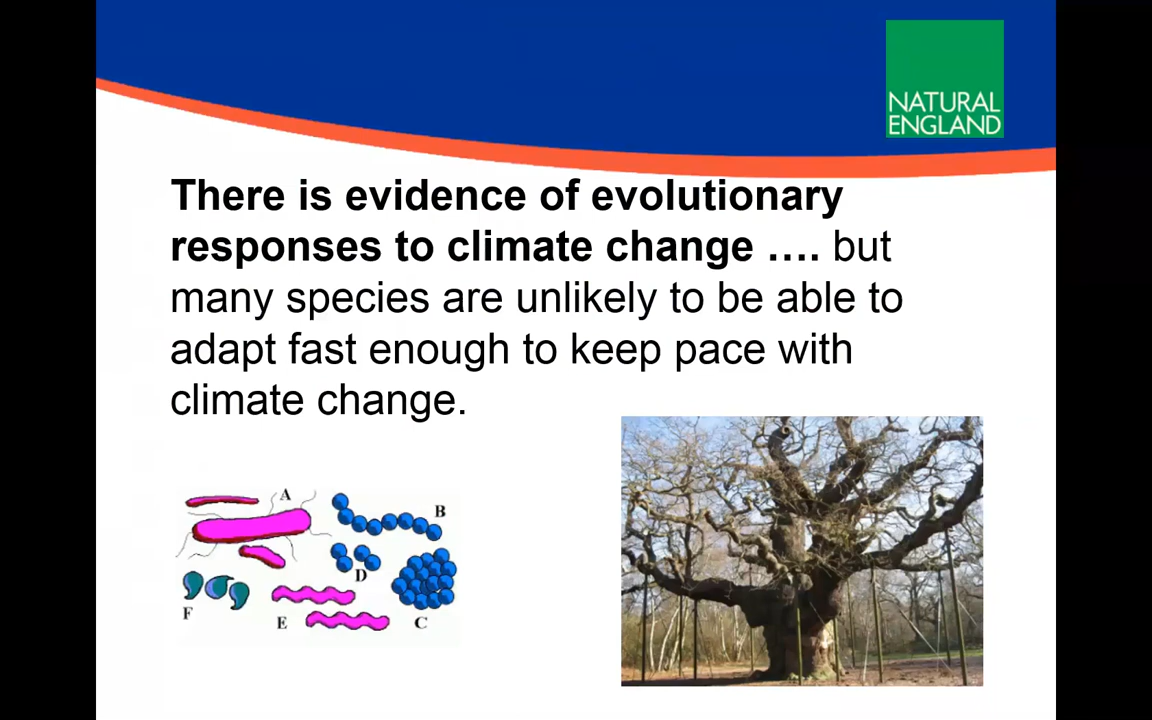 NATURAL
ENGLAND
There is evidence of evolutionary
responses to climate change …. but
many species are unlikely to be able to
adapt fast enough to keep pace with
climate change.
A
B
D
F
E
C